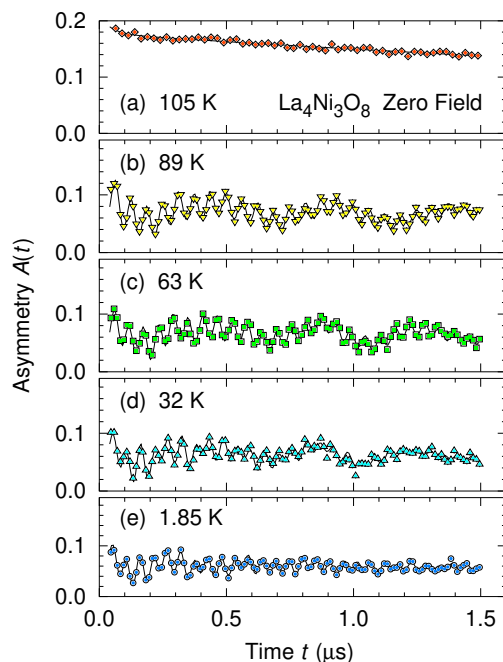 0.2
0.1
(a) 105 K La₄Ni₃O₈ Zero Field
0.0
(b) 89 K
0.1
0.0
(c) 63 K
0.1
0.0
(d) 32 K
0.1
0.0
(e) 1.85 K
0.1
0.0
0.0 0.5 1.0 1.5
Time t (μs)
Asymmetry A(t)